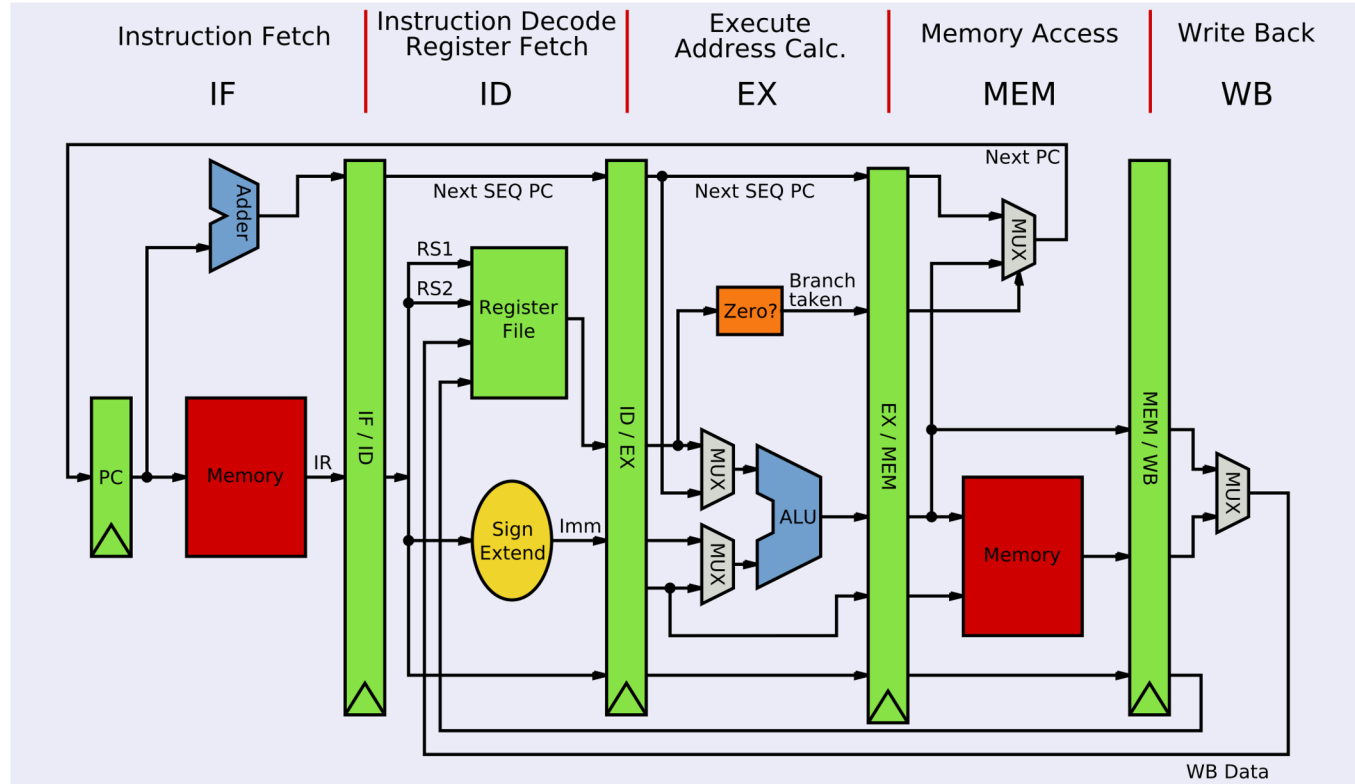 Instruction Fetch
IF
Instruction Decode
Register Fetch
ID
Execute
Address Calc.
EX
Memory Access
MEM
Write Back
WB
Next PC
Adder
Next SEQ PC
Next SEQ PC
MUX
RS1
RS2
Register
File
Zero?
Branch
taken
PC
Memory
IR
IF / ID
ID / EX
EX / MEM
MEM / WB
MUX
MUX
ALU
Sign
Extend
Imm
Memory
MUX
WB Data